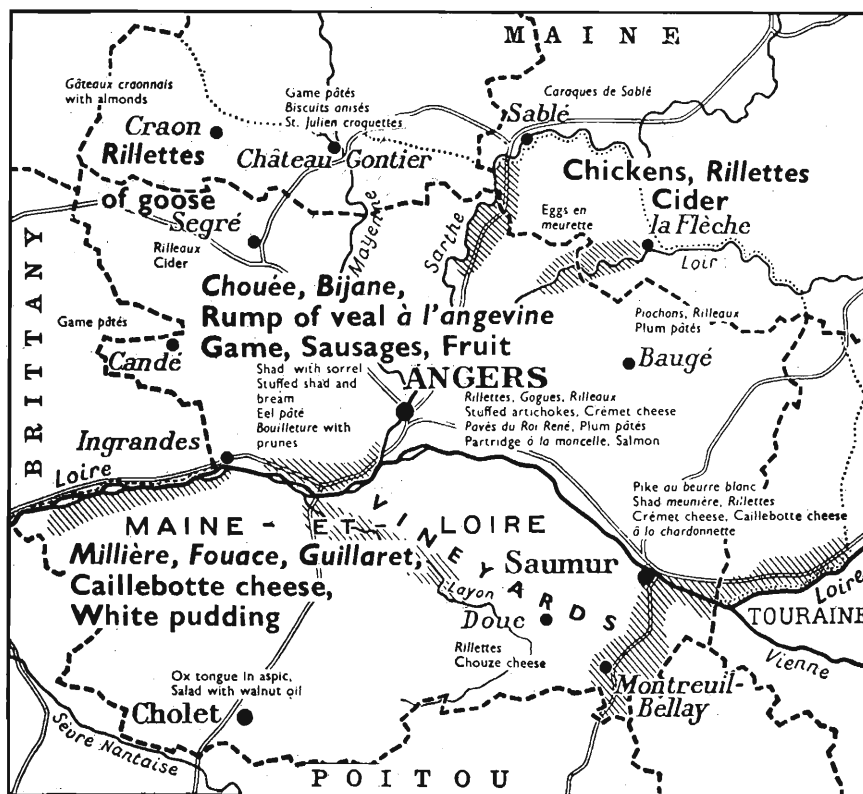 MAINE
Gâteaux craonnais
with almonds
Game pâtés
Biscuits anisés
St. Julien croquettes
Caraques de Sablé
Craon
Rillettes
of goose
Château Gontier
Sablé
Chickens, Rillettes
Cider
la Flèche
Loir
Segré
Rilleaux
Cider
Mayenne
Sarthe
Eggs en
meurette
BRITTANY
Chouée, Bijane,
Rump of veal à l'angevine
Game, Sausages, Fruit
Game pâtés
Candé
Piochons, Rilleaux
Plum pâtés
Baugé
Shad with sorrel
Stuffed shad and
bream
Eel pâté
Bouilleture with
prunes
ANGERS
Rillettes, Gogues, Rilleaux
Stuffed artichokes, Crémet cheese
Pavés du Roi René, Plum pâtés
Partridge à la moncelle, Salmon
Ingrandes
Loire
Pike au beurre blanc
Shad meunière, Rillettes
Crémet cheese, Caillebotte cheese
à la chardonnette
MAINE-ET-LOIRE
VINEYARDS
Millière, Fouace, Guillaret,
Caillebotte cheese,
White pudding
Layon
Saumur
Loire
TOURAINE
Vienne
Douc
Rillettes
Chouze cheese
Montreuil-
Bellay
Ox tongue in aspic,
Salad with walnut oil
Cholet
Sèvre Nantaise
POITOU